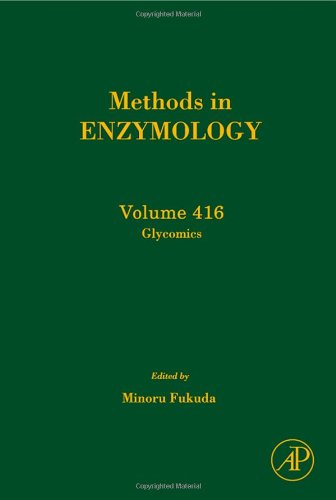 Methods in
ENZYMOLOGY
Volume 416
Glycomics
Edited by
Minoru Fukuda
AP